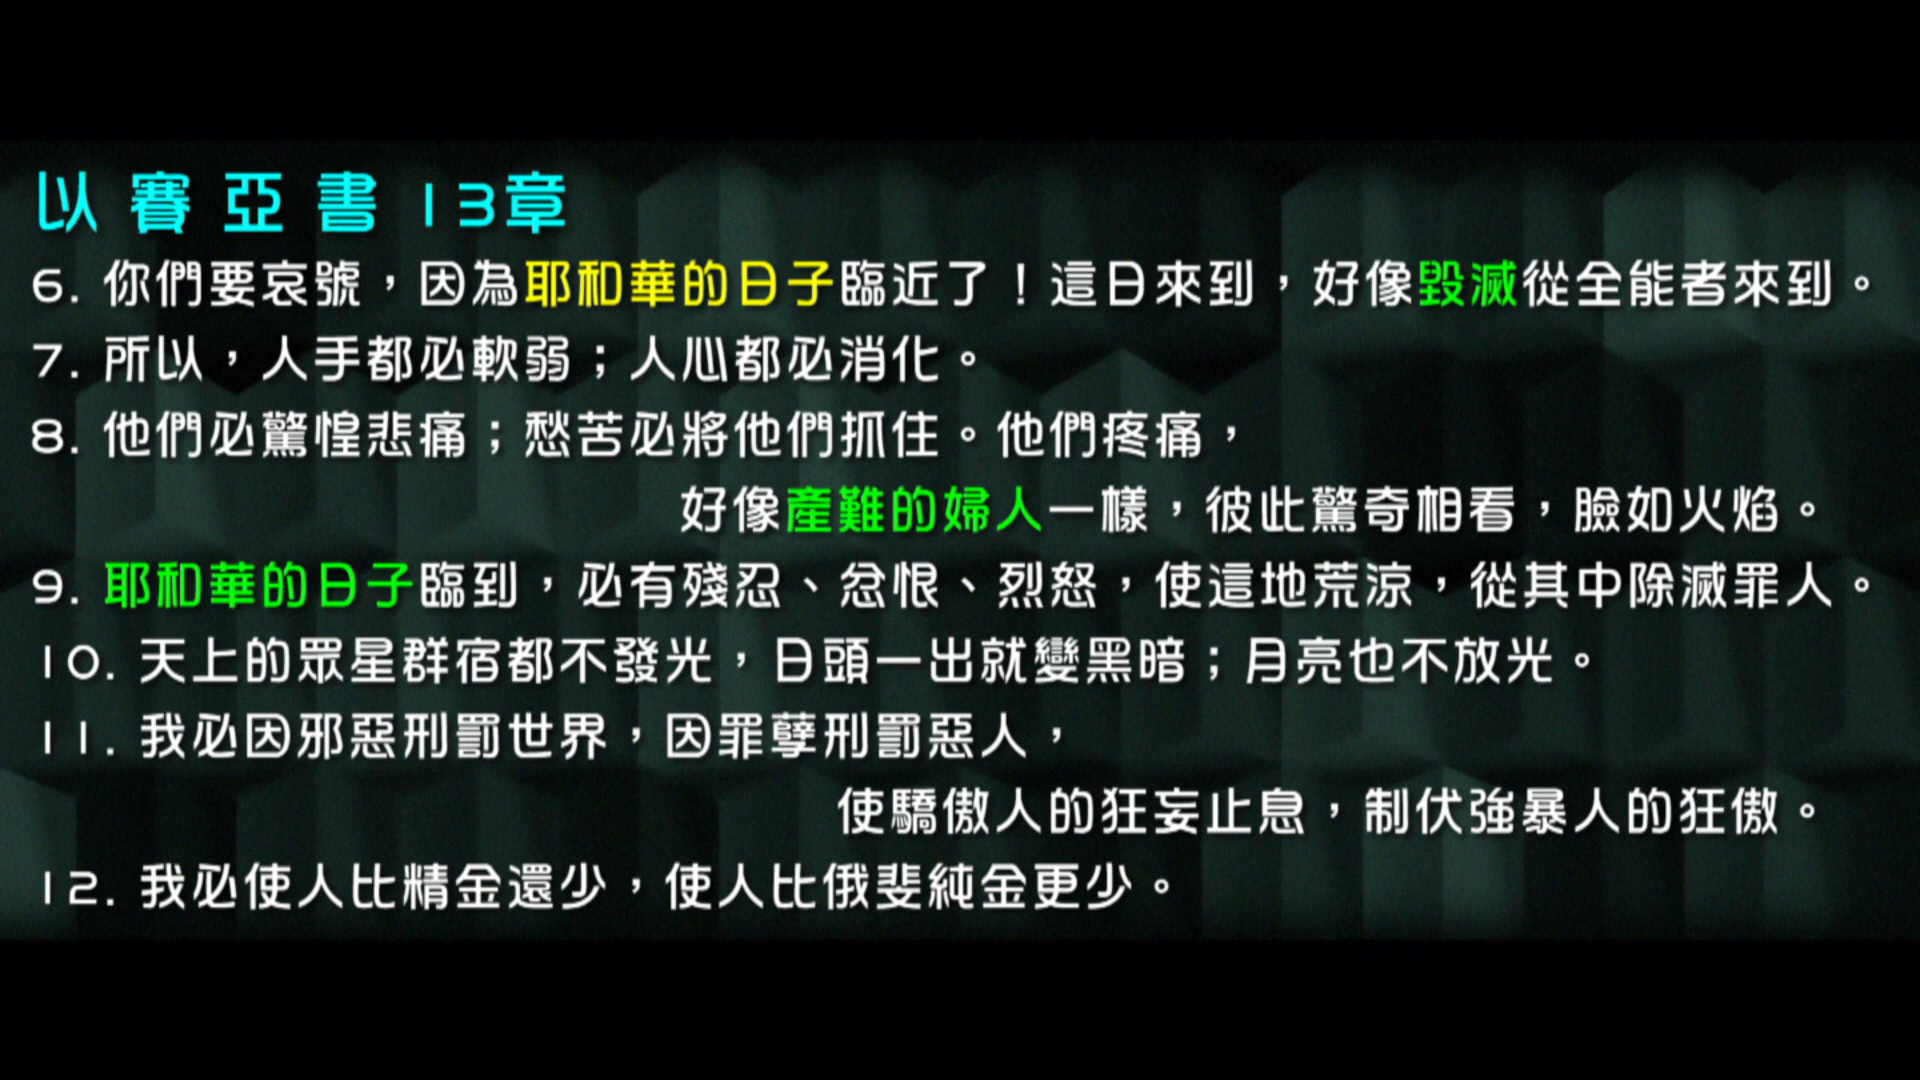 以賽亞書 13章
6. 你們要哀號，因為耶和華的日子臨近了！這日來到，好像毀滅從全能者來到。
7. 所以，人手都必軟弱；人心都必消化。
8. 他們必驚惶悲痛；愁苦必將他們抓住。他們疼痛，
好像產難的婦人一樣，彼此驚奇相看，臉如火焰。
9. 耶和華的日子臨到，必有殘忍、忿恨、烈怒，使這地荒涼，從其中除滅罪人。
10. 天上的眾星群宿都不發光，日頭一出就變黑暗；月亮也不放光。
11. 我必因邪惡刑罰世界，因罪孽刑罰惡人，
使驕傲人的狂妄止息，制伏強暴人的狂傲。
12. 我必使人比精金還少，使人比俄斐純金更少。